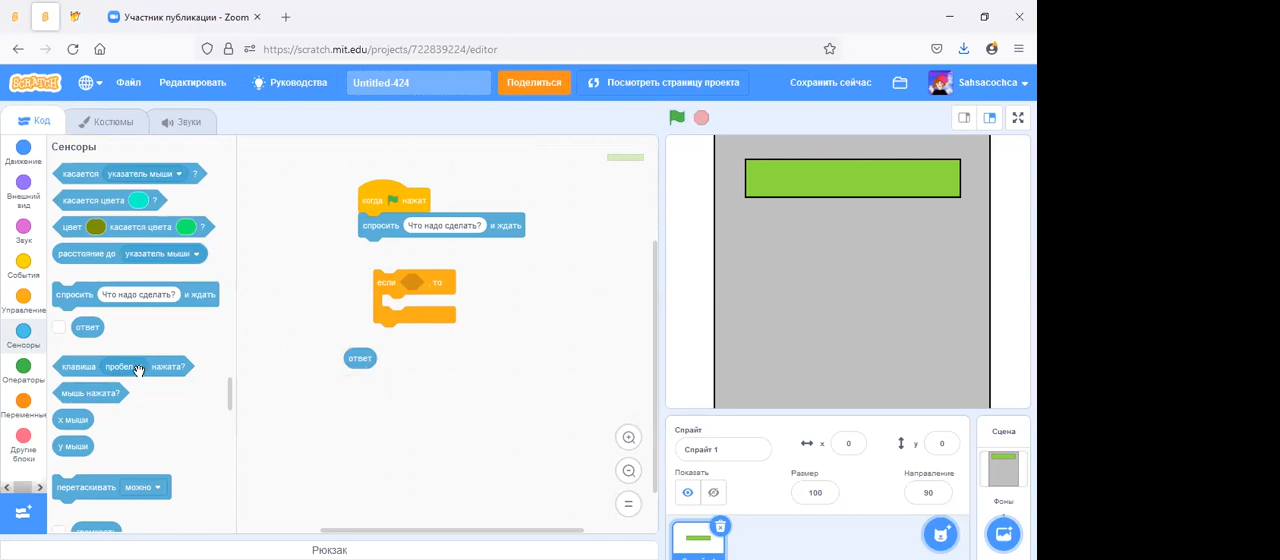 Участник публикации - Zoom
https://scratch.mit.edu/projects/722839224/editor
SCRATCH
Файл
Редактировать
Руководства
Untitled-424
Поделиться
Посмотреть страницу проекта
Сохранить сейчас
Sahsacochca
Код
Костюмы
Звуки
Движение
Внешний
вид
Звук
События
Управление
Сенсоры
Операторы
Переменные
Другие
блоки
Сенсоры
касается указатель мыши ?
касается цвета ?
цвет касается цвета ?
расстояние до указатель мыши
спросить Что надо сделать? и ждать
ответ
клавиша пробел нажата?
мышь нажата?
x мыши
y мыши
перетаскивать можно
громкость
когда нажат
спросить Что надо сделать? и ждать
если , то
ответ
Рюкзак
Спрайт
Спрайт 1
x 0
y 0
Показать
Размер
100
Направление
90
Сцена
Фоны